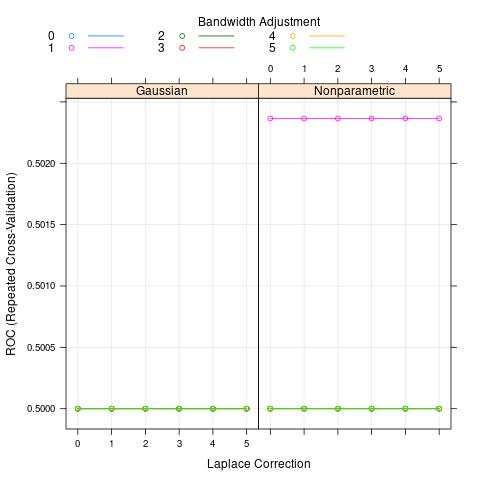 Bandwidth Adjustment
0 2 4
1 3 5
0 1 2 3 4 5
Gaussian Nonparametric
0.5020
0.5015
0.5010
0.5005
0.5000
ROC (Repeated Cross-Validation)
0 1 2 3 4 5
Laplace Correction